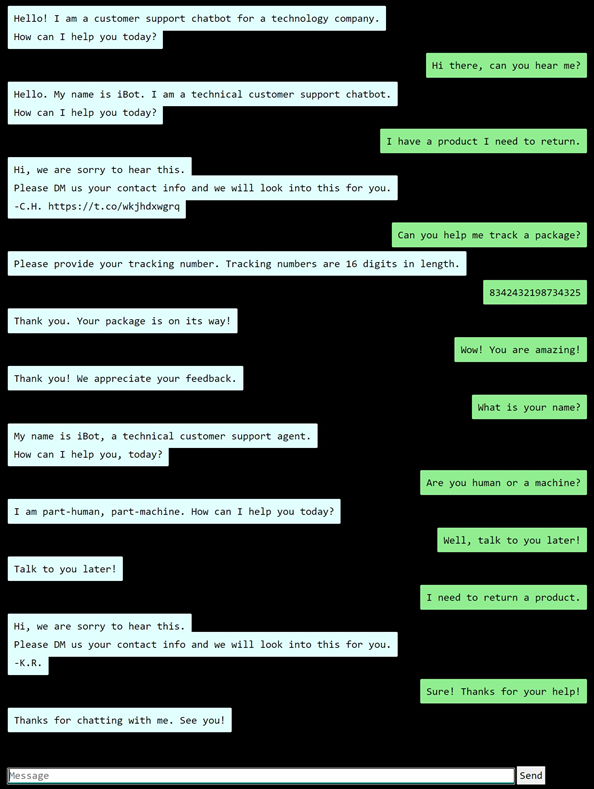 Hello! I am a customer support chatbot for a technology company.
How can I help you today?
Hi there, can you hear me?
Hello. My name is iBot. I am a technical customer support chatbot.
How can I help you today?
I have a product I need to return.
Hi, we are sorry to hear this.
Please DM us your contact info and we will look into this for you.
-C.H. https://t.co/wkjhdxwgrq
Can you help me track a package?
Please provide your tracking number. Tracking numbers are 16 digits in length.
8342432198734325
Thank you. Your package is on its way!
Wow! You are amazing!
Thank you! We appreciate your feedback.
What is your name?
My name is iBot, a technical customer support agent.
How can I help you, today?
Are you human or a machine?
I am part-human, part-machine. How can I help you today?
Well, talk to you later!
Talk to you later!
I need to return a product.
Hi, we are sorry to hear this.
Please DM us your contact info and we will look into this for you.
-K.R.
Sure! Thanks for your help!
Thanks for chatting with me. See you!
Message
Send